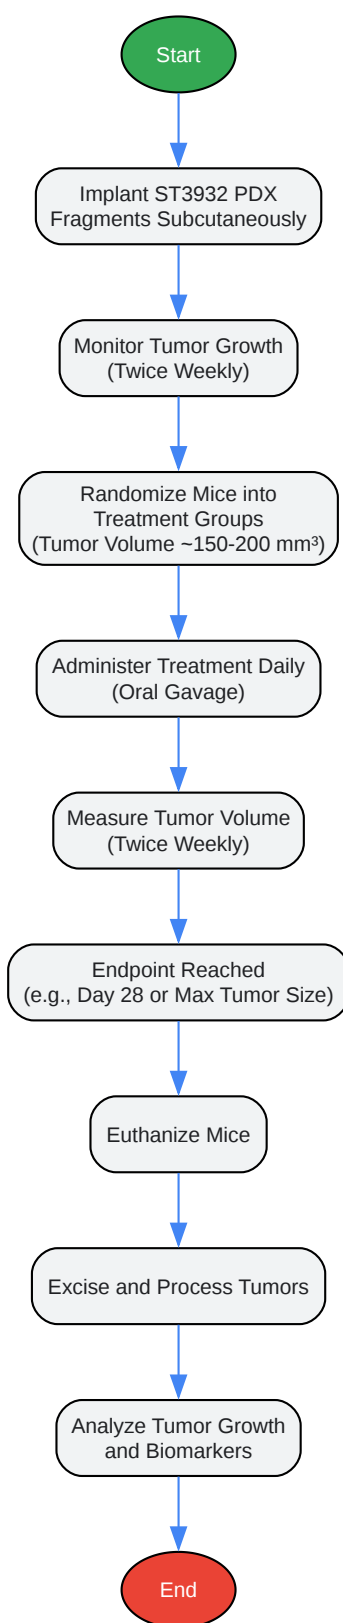 Start
Implant ST3932 PDX
Fragments Subcutaneously
Monitor Tumor Growth
(Twice Weekly)
Randomize Mice into
Treatment Groups
(Tumor Volume ~150-200 mm³)
Administer Treatment Daily
(Oral Gavage)
Measure Tumor Volume
(Twice Weekly)
Endpoint Reached
(e.g., Day 28 or Max Tumor Size)
Euthanize Mice
Excise and Process Tumors
Analyze Tumor Growth
and Biomarkers
End